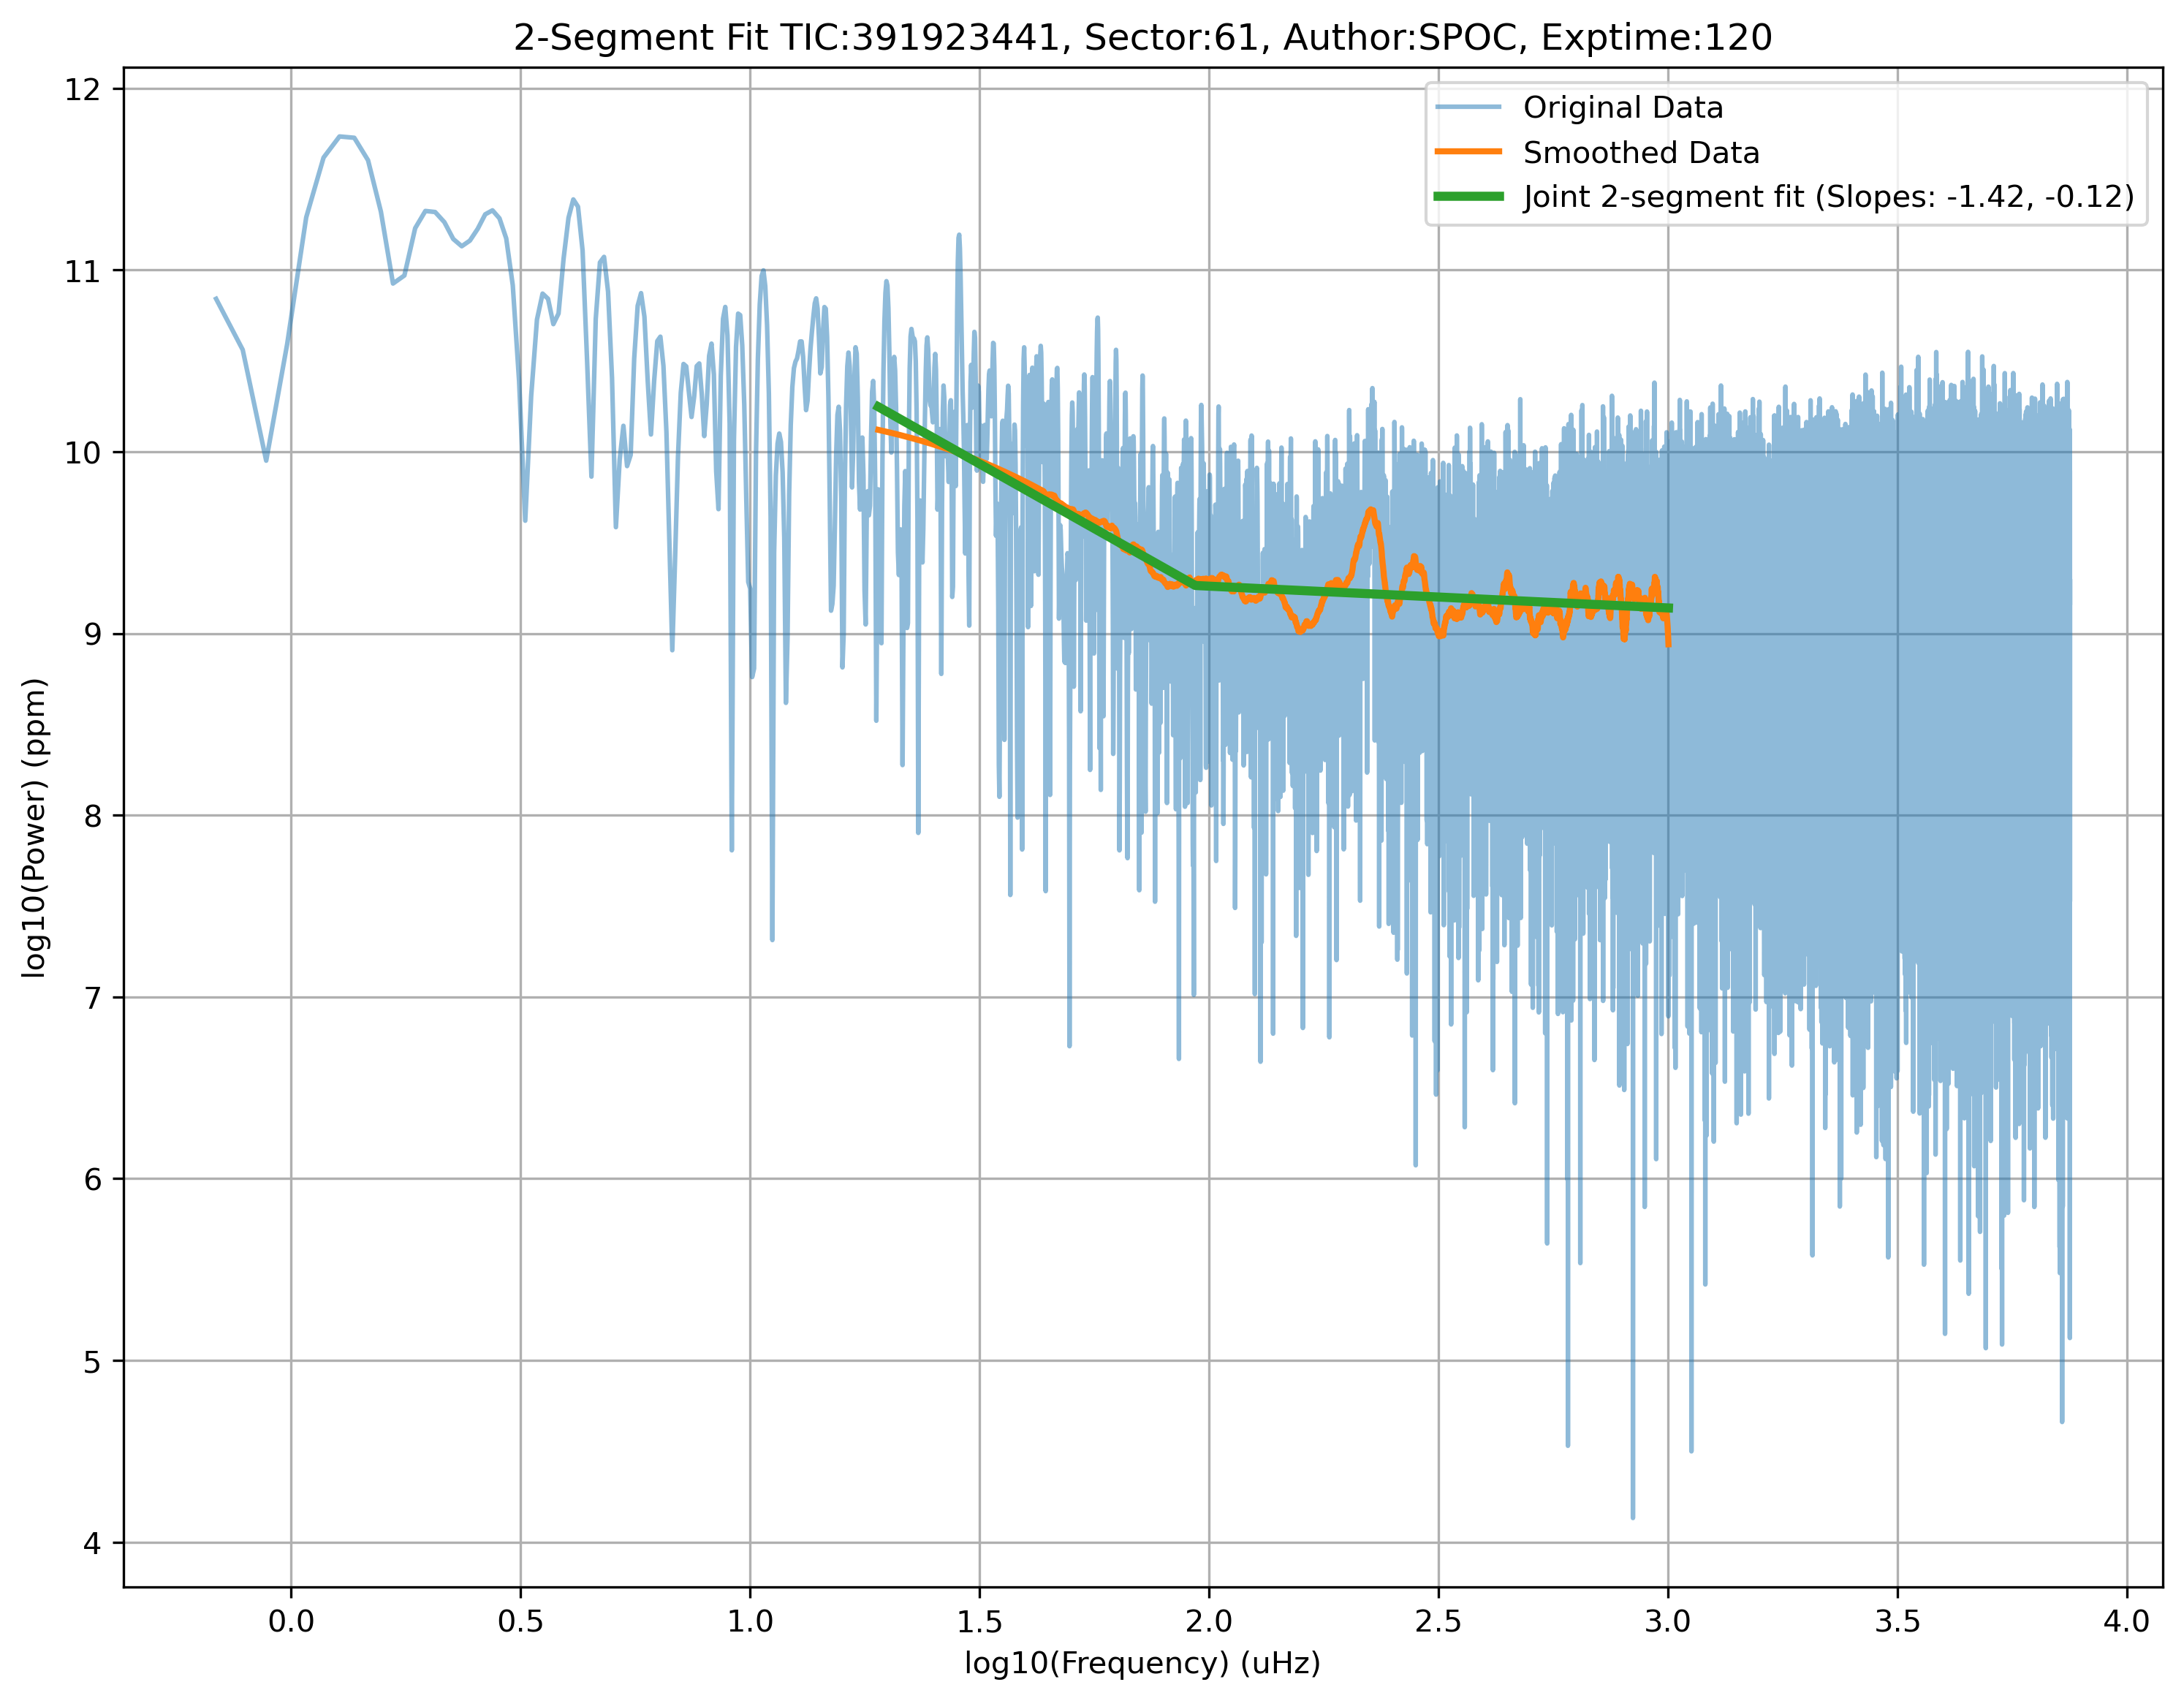 2-Segment Fit TIC:391923441, Sector:61, Author:SPOC, Exptime:120
Original Data
Smoothed Data
Joint 2-segment fit (Slopes: -1.42, -0.12)
12
11
10
9
8
7
6
5
4
log10(Power) (ppm)
0.0 0.5 1.0 1.5 2.0 2.5 3.0 3.5 4.0
log10(Frequency) (uHz)